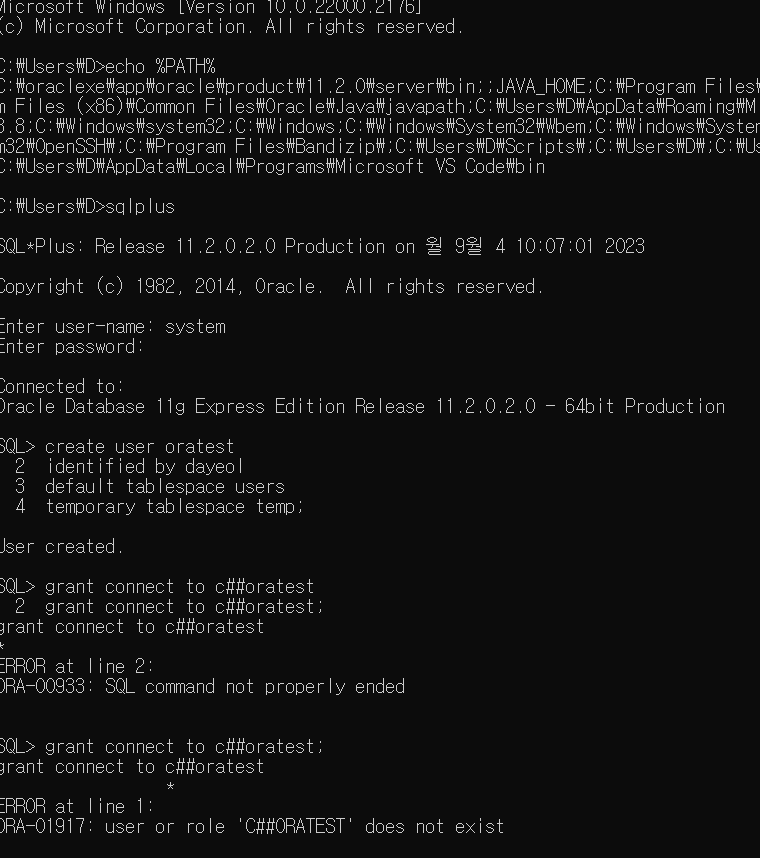 Microsoft Windows [Version 10.0.22000.2176]
(c) Microsoft Corporation. All rights reserved.
C:₩Users₩D>echo %PATH%
C:₩oraclexe₩app₩oracle₩product₩11.2.0₩server₩bin;;JAVA_HOME;C:₩Program Files₩
m Files (x86)₩Common Files₩Oracle₩Java₩javapath;C:₩Users₩D₩AppData₩Roaming₩M
3.8;C:₩Windows₩system32;C:₩Windows;C:₩Windows₩System32₩Wbem;C:₩Windows₩System
m32₩OpenSSH₩;C:₩Program Files₩Bandizip₩;C:₩Users₩D₩Scripts₩;C:₩Users₩D₩;C:₩Us
C:₩Users₩D₩AppData₩Local₩Programs₩Microsoft VS Code₩bin
C:₩Users₩D>sqlplus
SQL*Plus: Release 11.2.0.2.0 Production on 월 9월 4 10:07:01 2023
Copyright (c) 1982, 2014, Oracle.  All rights reserved.
Enter user-name: system
Enter password:
Connected to:
Oracle Database 11g Express Edition Release 11.2.0.2.0 - 64bit Production
SQL> create user oratest
  2  identified by dayeol
  3  default tablespace users
  4  temporary tablespace temp;
User created.
SQL> grant connect to c##oratest
  2  grant connect to c##oratest;
grant connect to c##oratest
*
ERROR at line 2:
ORA-00933: SQL command not properly ended
SQL> grant connect to c##oratest;
grant connect to c##oratest
                 *
ERROR at line 1:
ORA-01917: user or role 'C##ORATEST' does not exist